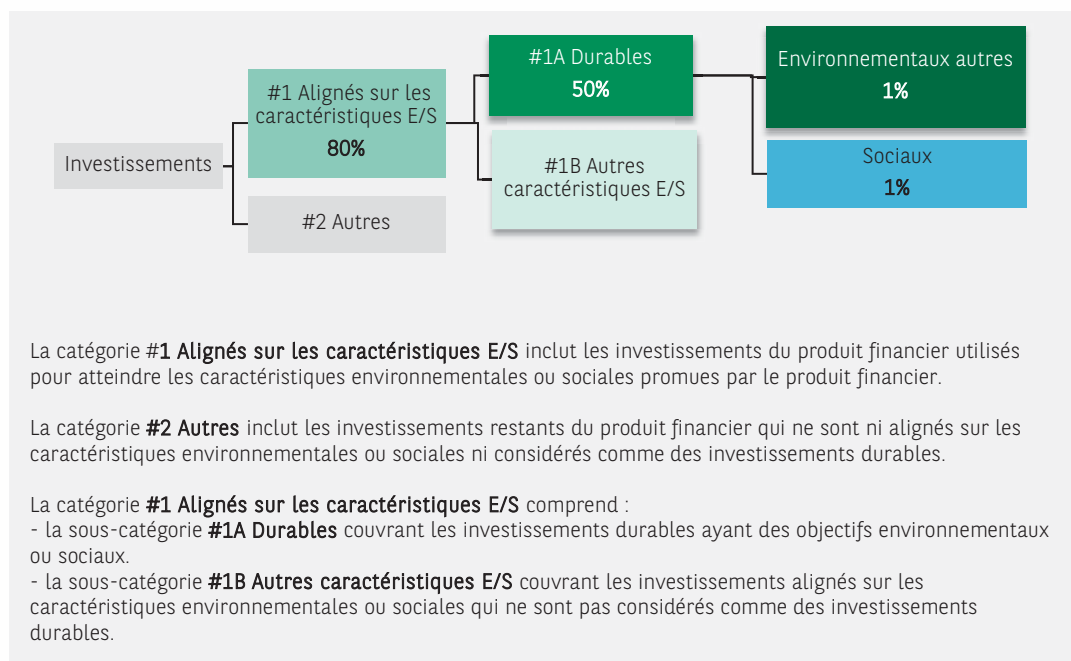 Investissements
#1 Alignés sur les
caractéristiques E/S
80%
#2 Autres
#1A Durables
50%
#1B Autres
caractéristiques E/S
Environnementaux autres
1%
Sociaux
1%
La catégorie #1 Alignés sur les caractéristiques E/S inclut les investissements du produit financier utilisés
pour atteindre les caractéristiques environnementales ou sociales promues par le produit financier.
La catégorie #2 Autres inclut les investissements restants du produit financier qui ne sont ni alignés sur les
caractéristiques environnementales ou sociales ni considérés comme des investissements durables.
La catégorie #1 Alignés sur les caractéristiques E/S comprend :
- la sous-catégorie #1A Durables couvrant les investissements durables ayant des objectifs environnementaux
ou sociaux.
- la sous-catégorie #1B Autres caractéristiques E/S couvrant les investissements alignés sur les
caractéristiques environnementales ou sociales qui ne sont pas considérés comme des investissements
durables.